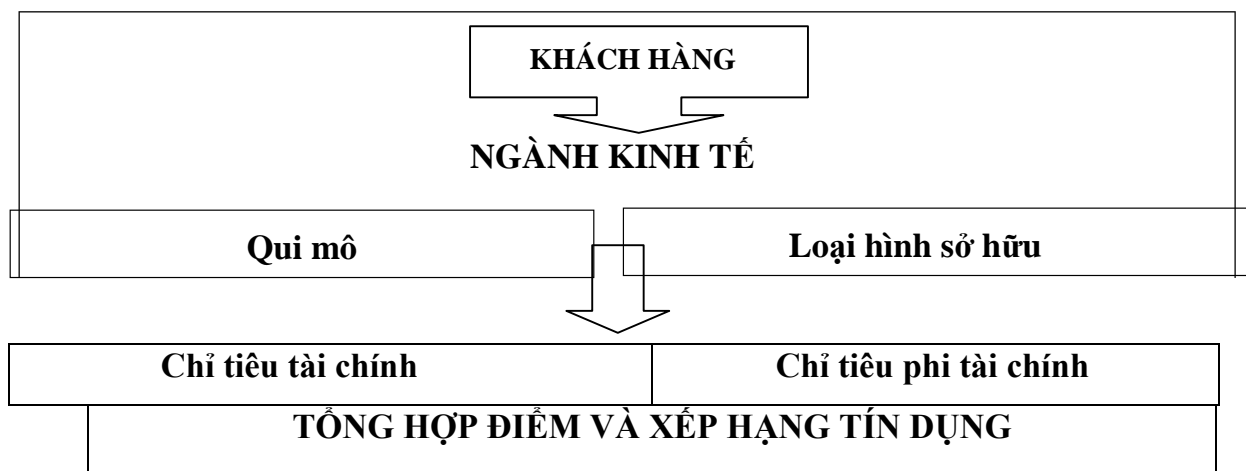 KHÁCH HÀNG
NGÀNH KINH TẾ
Qui mô
Loại hình sở hữu
Chỉ tiêu tài chính
Chỉ tiêu phi tài chính
TỔNG HỢP ĐIỂM VÀ XẾP HẠNG TÍN DỤNG